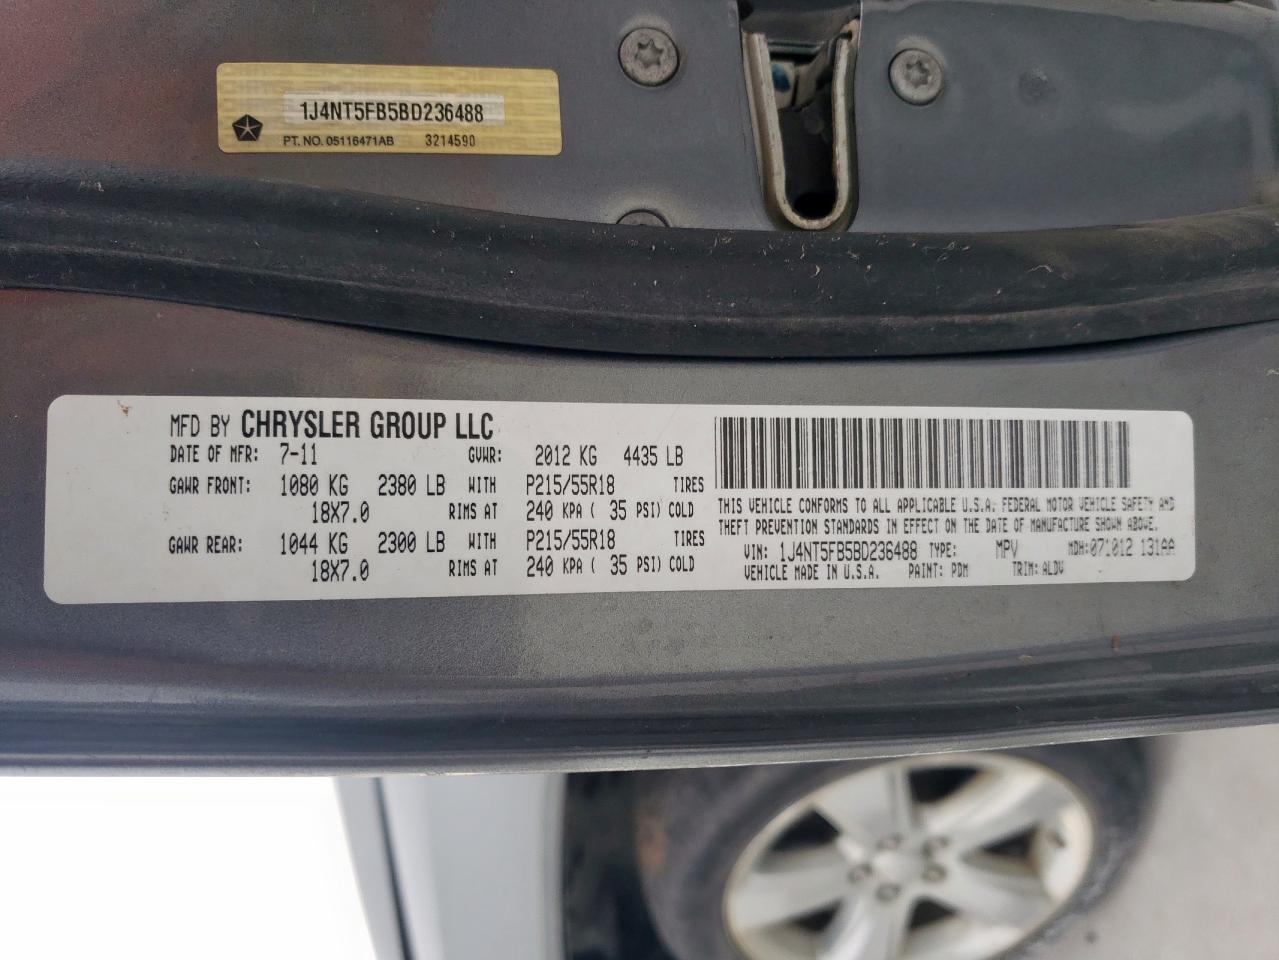 1J4NT5FB5BD236488
PT. NO. 05116471AB 3214590
MFD BY CHRYSLER GROUP LLC
DATE OF MFR: 7-11 GVWR: 2012 KG 4435 LB
GAWR FRONT: 1080 KG 2380 LB WITH P215/55R18 TIRES
18X7.0 RIMS AT 240 KPA ( 35 PSI) COLD
GAWR REAR: 1044 KG 2300 LB WITH P215/55R18 TIRES
18X7.0 RIMS AT 240 KPA ( 35 PSI) COLD
THIS VEHICLE CONFORMS TO ALL APPLICABLE U.S.A. FEDERAL MOTOR VEHICLE SAFETY AND
THEFT PREVENTION STANDARDS IN EFFECT ON THE DATE OF MANUFACTURE SHOWN ABOVE.
VIN: 1J4NT5FB5BD236488 TYPE: MPV MDH: 071012 131AA
VEHICLE MADE IN U.S.A. PAINT: PDM TRIM: ALDV